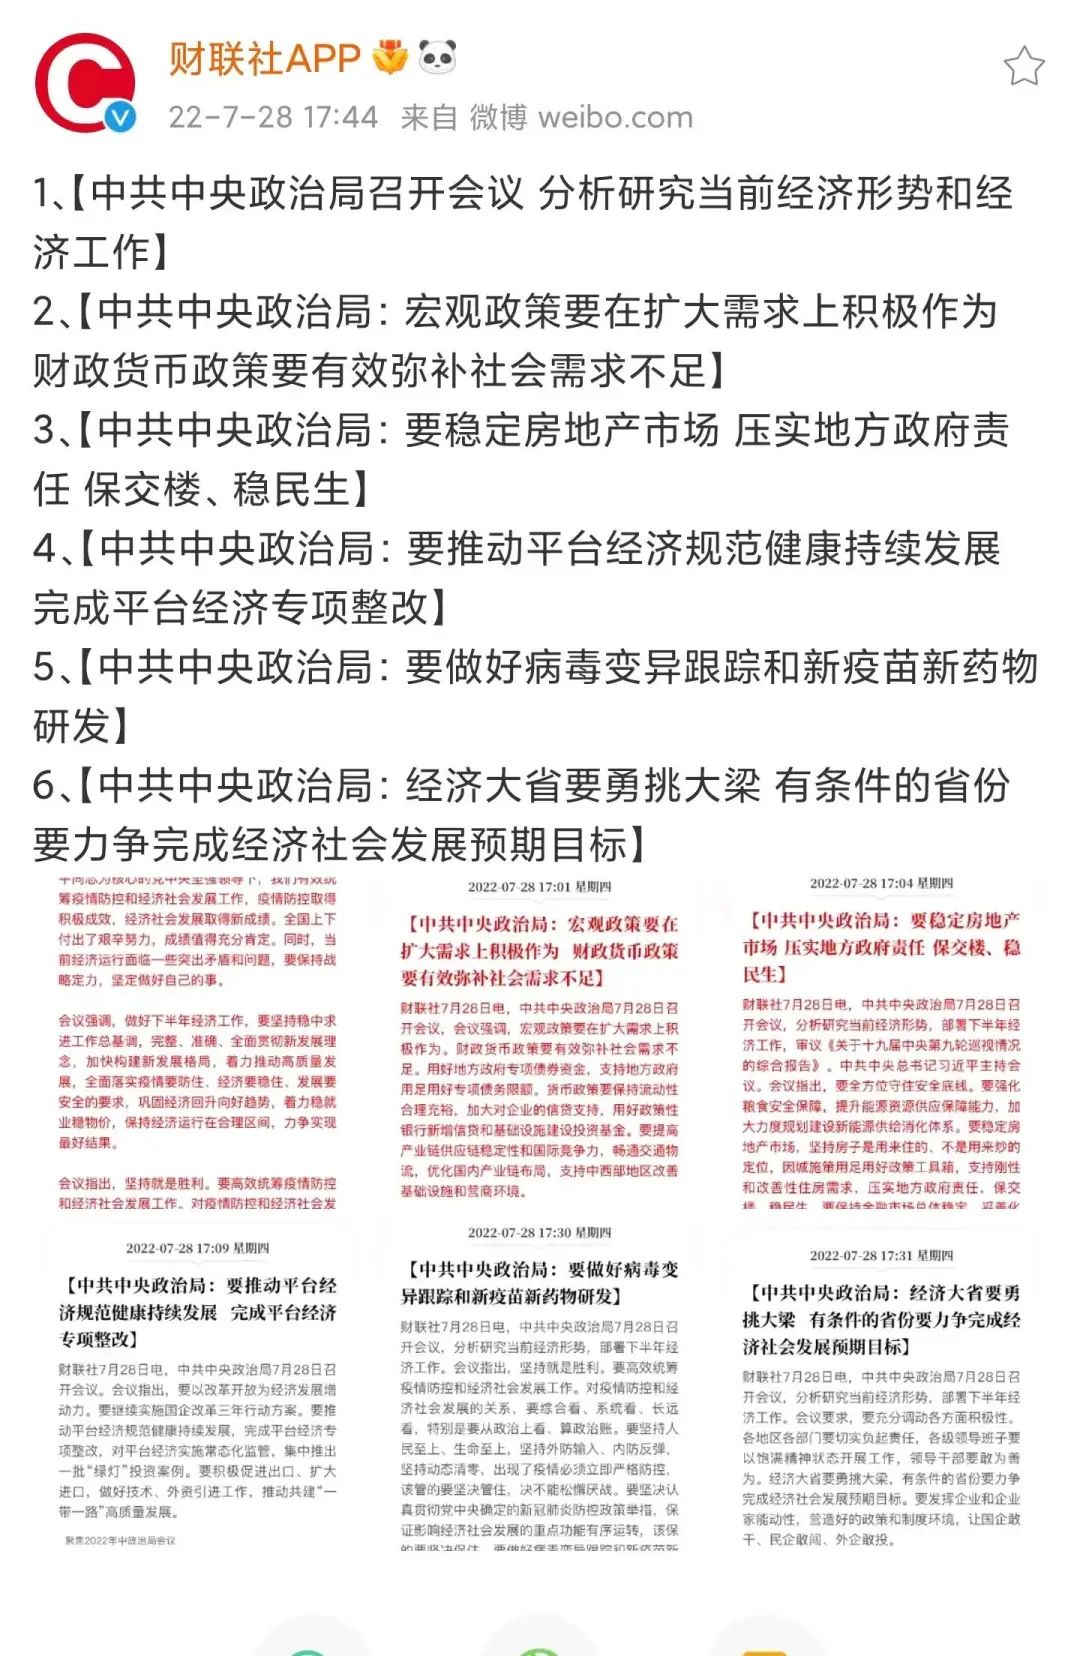 财联社APP
22-7-28 17:44 来自 微博 weibo.com
1、【中共中央政治局召开会议 分析研究当前经济形势和经
济工作】
2、【中共中央政治局：宏观政策要在扩大需求上积极作为
财政货币政策要有效弥补社会需求不足】
3、【中共中央政治局：要稳定房地产市场 压实地方政府责
任 保交楼、稳民生】
4、【中共中央政治局：要推动平台经济规范健康持续发展
完成平台经济专项整改】
5、【中共中央政治局：要做好病毒变异跟踪和新疫苗新药物
研发】
6、【中共中央政治局：经济大省要勇挑大梁 有条件的省份
要力争完成经济社会发展预期目标】
平同志为核心的党中央坚强领导下，我们有效统
筹疫情防控和经济社会发展工作，疫情防控取得
积极成效，经济社会发展取得新成绩。全国上下
付出了艰辛努力，成绩值得充分肯定。同时，当
前经济运行面临一些突出矛盾和问题，要保持战
略定力，坚定做好自己的事。
会议强调，做好下半年经济工作，要坚持稳中求
进工作总基调，完整、准确、全面贯彻新发展理
念，加快构建新发展格局，着力推动高质量发
展，全面落实疫情要防住、经济要稳住、发展要
安全的要求，巩固经济回升向好趋势，着力稳就
业稳物价，保持经济运行在合理区间，力争实现
最好结果。
会议指出，坚持就是胜利。要高效统筹疫情防控
和经济社会发展工作。对疫情防控和经济社会发
2022-07-28 17:01 星期四
【中共中央政治局：宏观政策要在
扩大需求上积极作为 财政货币政策
要有效弥补社会需求不足】
财联社7月28日电，中共中央政治局7月28日召
开会议，会议强调，宏观政策要在扩大需求上积
极作为。财政货币政策要有效弥补社会需求不
足。用好地方政府专项债券资金，支持地方政府
用足用好专项债务限额。货币政策要保持流动性
合理充裕，加大对企业的信贷支持，用好政策性
银行新增信贷和基础设施建设投资基金。要提高
产业链供应链稳定性和国际竞争力，畅通交通物
流，优化国内产业链布局，支持中西部地区改善
基础设施和营商环境。
2022-07-28 17:04 星期四
【中共中央政治局：要稳定房地产
市场 压实地方政府责任 保交楼、稳
民生】
财联社7月28日电，中共中央政治局7月28日召
开会议，分析研究当前经济形势，部署下半年经
济工作，审议《关于十九届中央第九轮巡视情况
的综合报告》。中共中央总书记习近平主持会
议。会议指出，要全方位守住安全底线。要强化
粮食安全保障，提升能源资源供应保障能力，加
大力度规划建设新能源供给消化体系。要稳定房
地产市场，坚持房子是用来住的、不是用来炒的
定位，因城施策用足用好政策工具箱，支持刚性
和改善性住房需求，压实地方政府责任，保交
楼、稳民生。要保持金融市场总体稳定，妥善化
2022-07-28 17:09 星期四
【中共中央政治局：要推动平台经
济规范健康持续发展 完成平台经济
专项整改】
财联社7月28日电，中共中央政治局7月28日召
开会议。会议指出，要以改革开放为经济发展增
动力。要继续实施国企改革三年行动方案。要推
动平台经济规范健康持续发展，完成平台经济专
项整改，对平台经济实施常态化监管，集中推出
一批“绿灯”投资案例。要积极促进出口、扩大
进口，做好技术、外资引进工作，推动共建“一
带一路”高质量发展。
聚焦2022年中政治局会议
2022-07-28 17:30 星期四
【中共中央政治局：要做好病毒变
异跟踪和新疫苗新药物研发】
财联社7月28日电，中共中央政治局7月28日召
开会议，分析研究当前经济形势，部署下半年经
济工作。会议指出，坚持就是胜利。要高效统筹
疫情防控和经济社会发展工作。对疫情防控和经
济社会发展的关系，要综合看、系统看、长远
看，特别是要从政治上看、算政治账。要坚持人
民至上、生命至上，坚持外防输入、内防反弹，
坚持动态清零，出现了疫情必须立即严格防控，
该管的要坚决管住，决不能松懈厌战。要坚决认
真贯彻党中央确定的新冠肺炎防控政策举措，保
证影响经济社会发展的重点功能有序运转，该保
的要坚决保住。要做好病毒变异跟踪和新疫苗新
2022-07-28 17:31 星期四
【中共中央政治局：经济大省要勇
挑大梁 有条件的省份要力争完成经
济社会发展预期目标】
财联社7月28日电，中共中央政治局7月28日召
开会议，分析研究当前经济形势，部署下半年经
济工作。会议要求，要充分调动各方面积极性。
各地区各部门要切实负起责任，各级领导班子要
以饱满精神状态开展工作，领导干部要敢为善
为。经济大省要勇挑大梁，有条件的省份要力争
完成经济社会发展预期目标。要发挥企业和企业
家能动性，营造好的政策和制度环境，让国企敢
干、民企敢闯、外企敢投。